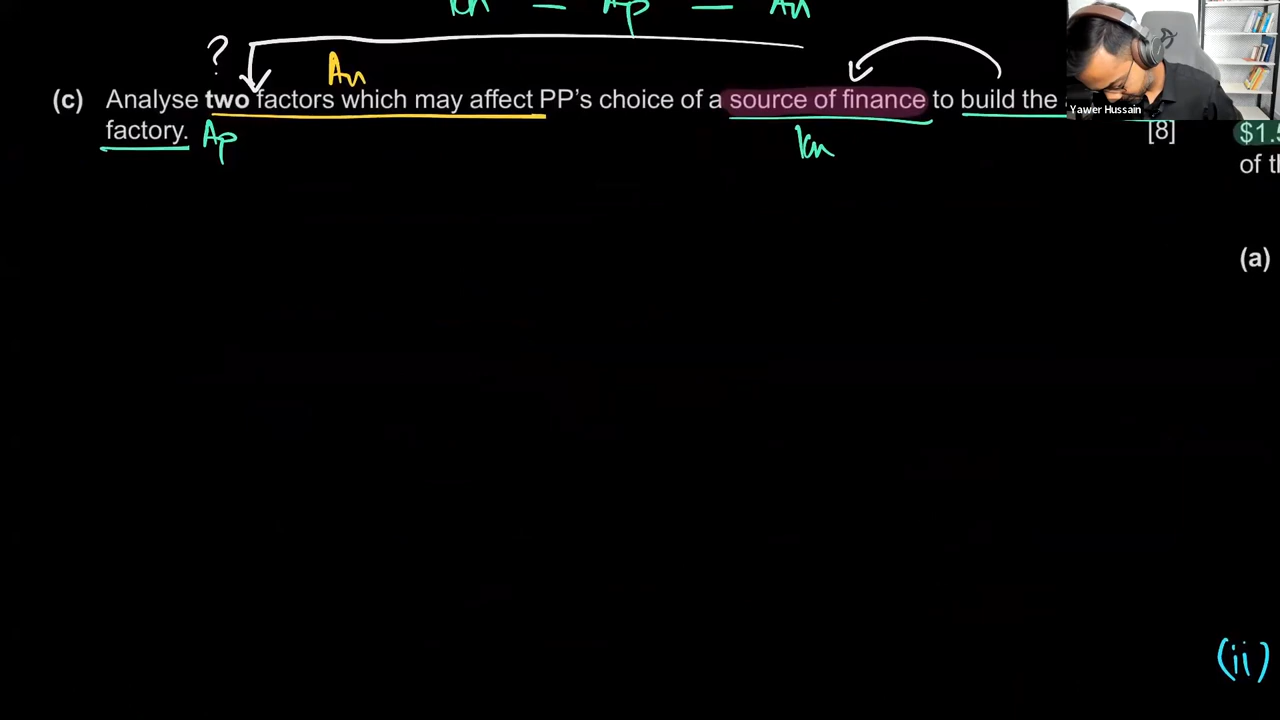 Kn — Ap — An
? An
(c) Analyse two factors which may affect PP's choice of a source of finance to build the
factory. Ap
Kn
[8]
Yawer Hussain
$1.5
of th
(a)
(ii)